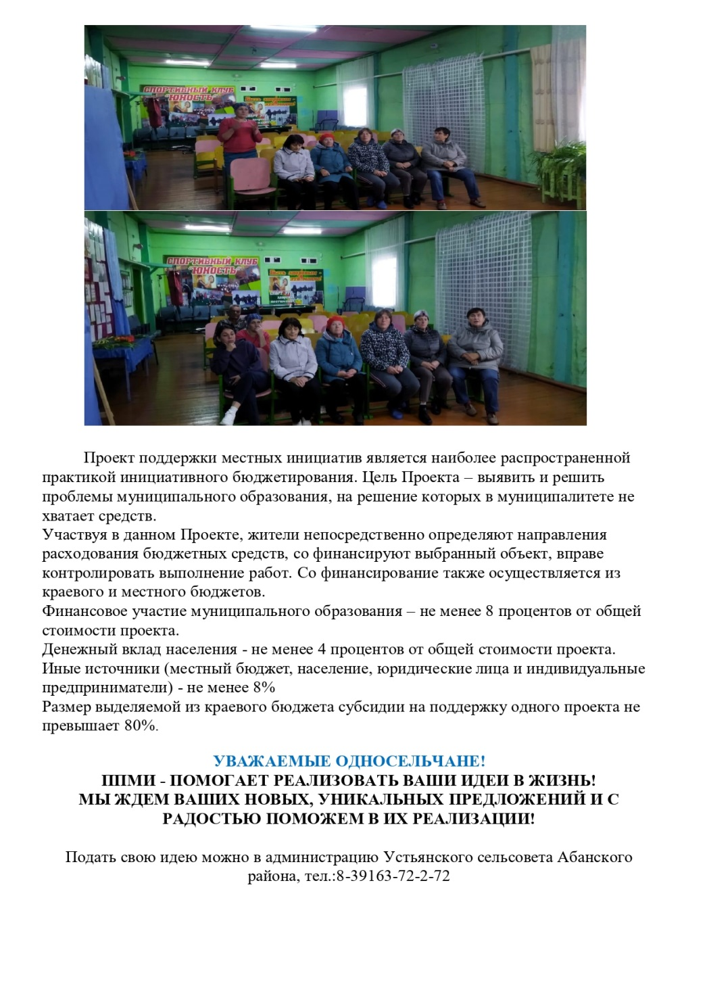 СПОРТИВНЫЙ КЛУБ
ЮНОСТЬ
СПОРТИВНЫЙ КЛУБ
ЮНОСТЬ
Проект поддержки местных инициатив является наиболее распространенной
практикой инициативного бюджетирования. Цель Проекта – выявить и решить
проблемы муниципального образования, на решение которых в муниципалитете не
хватает средств.
Участвуя в данном Проекте, жители непосредственно определяют направления
расходования бюджетных средств, со финансируют выбранный объект, вправе
контролировать выполнение работ. Со финансирование также осуществляется из
краевого и местного бюджетов.
Финансовое участие муниципального образования – не менее 8 процентов от общей
стоимости проекта.
Денежный вклад населения - не менее 4 процентов от общей стоимости проекта.
Иные источники (местный бюджет, население, юридические лица и индивидуальные
предприниматели) - не менее 8%
Размер выделяемой из краевого бюджета субсидии на поддержку одного проекта не
превышает 80%.
УВАЖАЕМЫЕ ОДНОСЕЛЬЧАНЕ!
ППМИ - ПОМОГАЕТ РЕАЛИЗОВАТЬ ВАШИ ИДЕИ В ЖИЗНЬ!
МЫ ЖДЕМ ВАШИХ НОВЫХ, УНИКАЛЬНЫХ ПРЕДЛОЖЕНИЙ И С
РАДОСТЬЮ ПОМОЖЕМ В ИХ РЕАЛИЗАЦИИ!
Подать свою идею можно в администрацию Устьянского сельсовета Абанского
района, тел.:8-39163-72-2-72